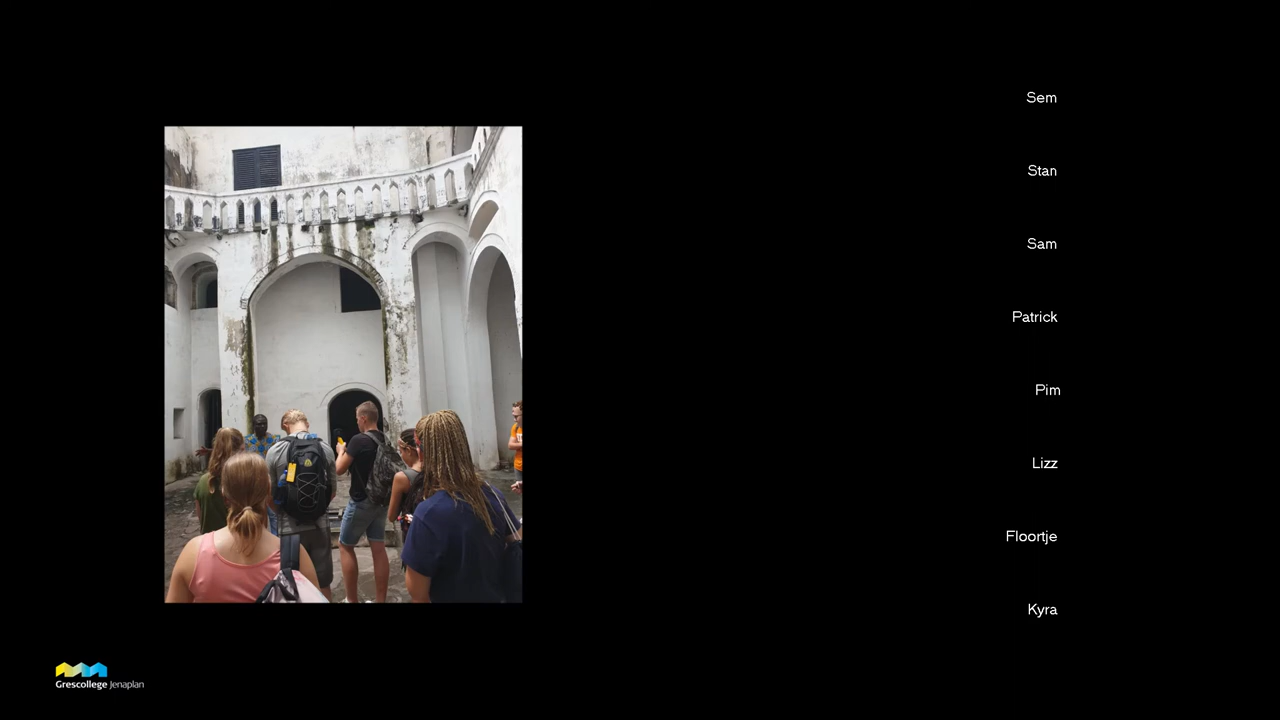 Sem
Stan
Sam
Patrick
Pim
Lizz
Floortje
Kyra
Grescollege Jenaplan